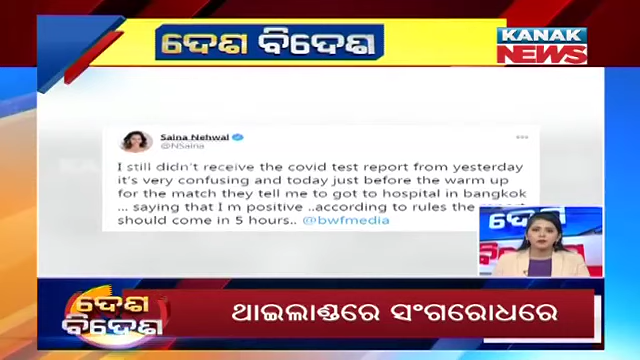 ଦେଶ ବିଦେଶ
KANAK
NEWS
Saina Nehwal
@NSaina
I still didn't receive the covid test report from yesterday
it's very confusing and today just before the warm up
for the match they tell me to got to hospital in bangkok
... saying that I m positive ..according to rules the
should come in 5 hours.. @bwfmedia
ଦେଶ
ବିଦେଶ
ଥାଇଲାଣ୍ଡରେ ସଂଗରୋଧରେ